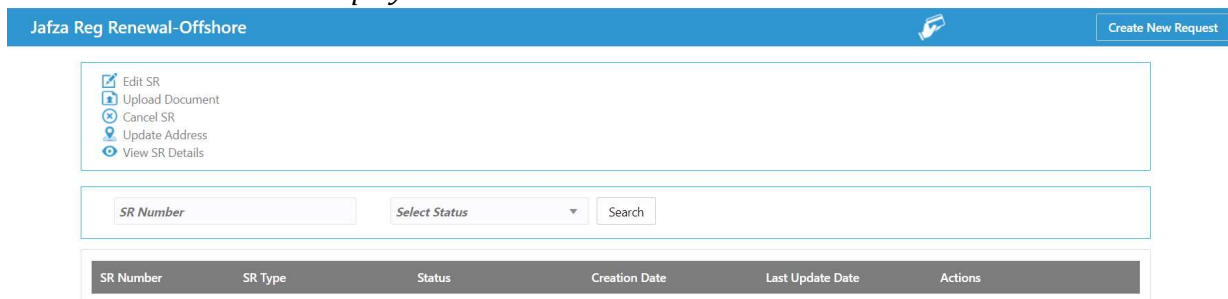 Jafza Reg Renewal-Offshore Create New Request
Edit SR
Upload Document
Cancel SR
Update Address
View SR Details
SR Number Select Status Search
SR Number SR Type Status Creation Date Last Update Date Actions